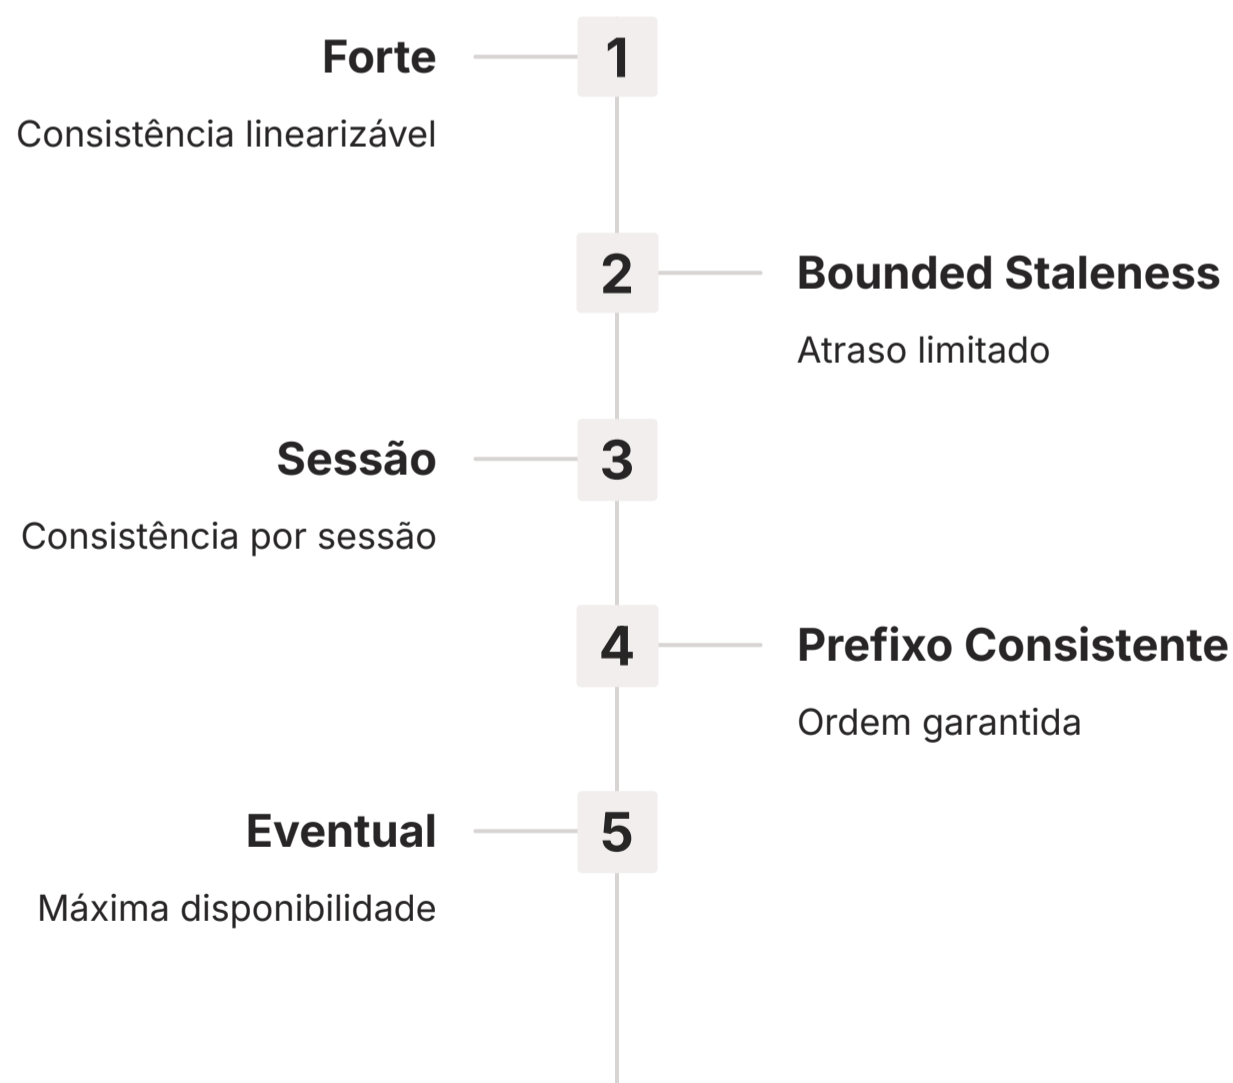 Forte
1
Consistência linearizável
2
Bounded Staleness
Atraso limitado
Sessão
3
Consistência por sessão
4
Prefixo Consistente
Ordem garantida
Eventual
5
Máxima disponibilidade